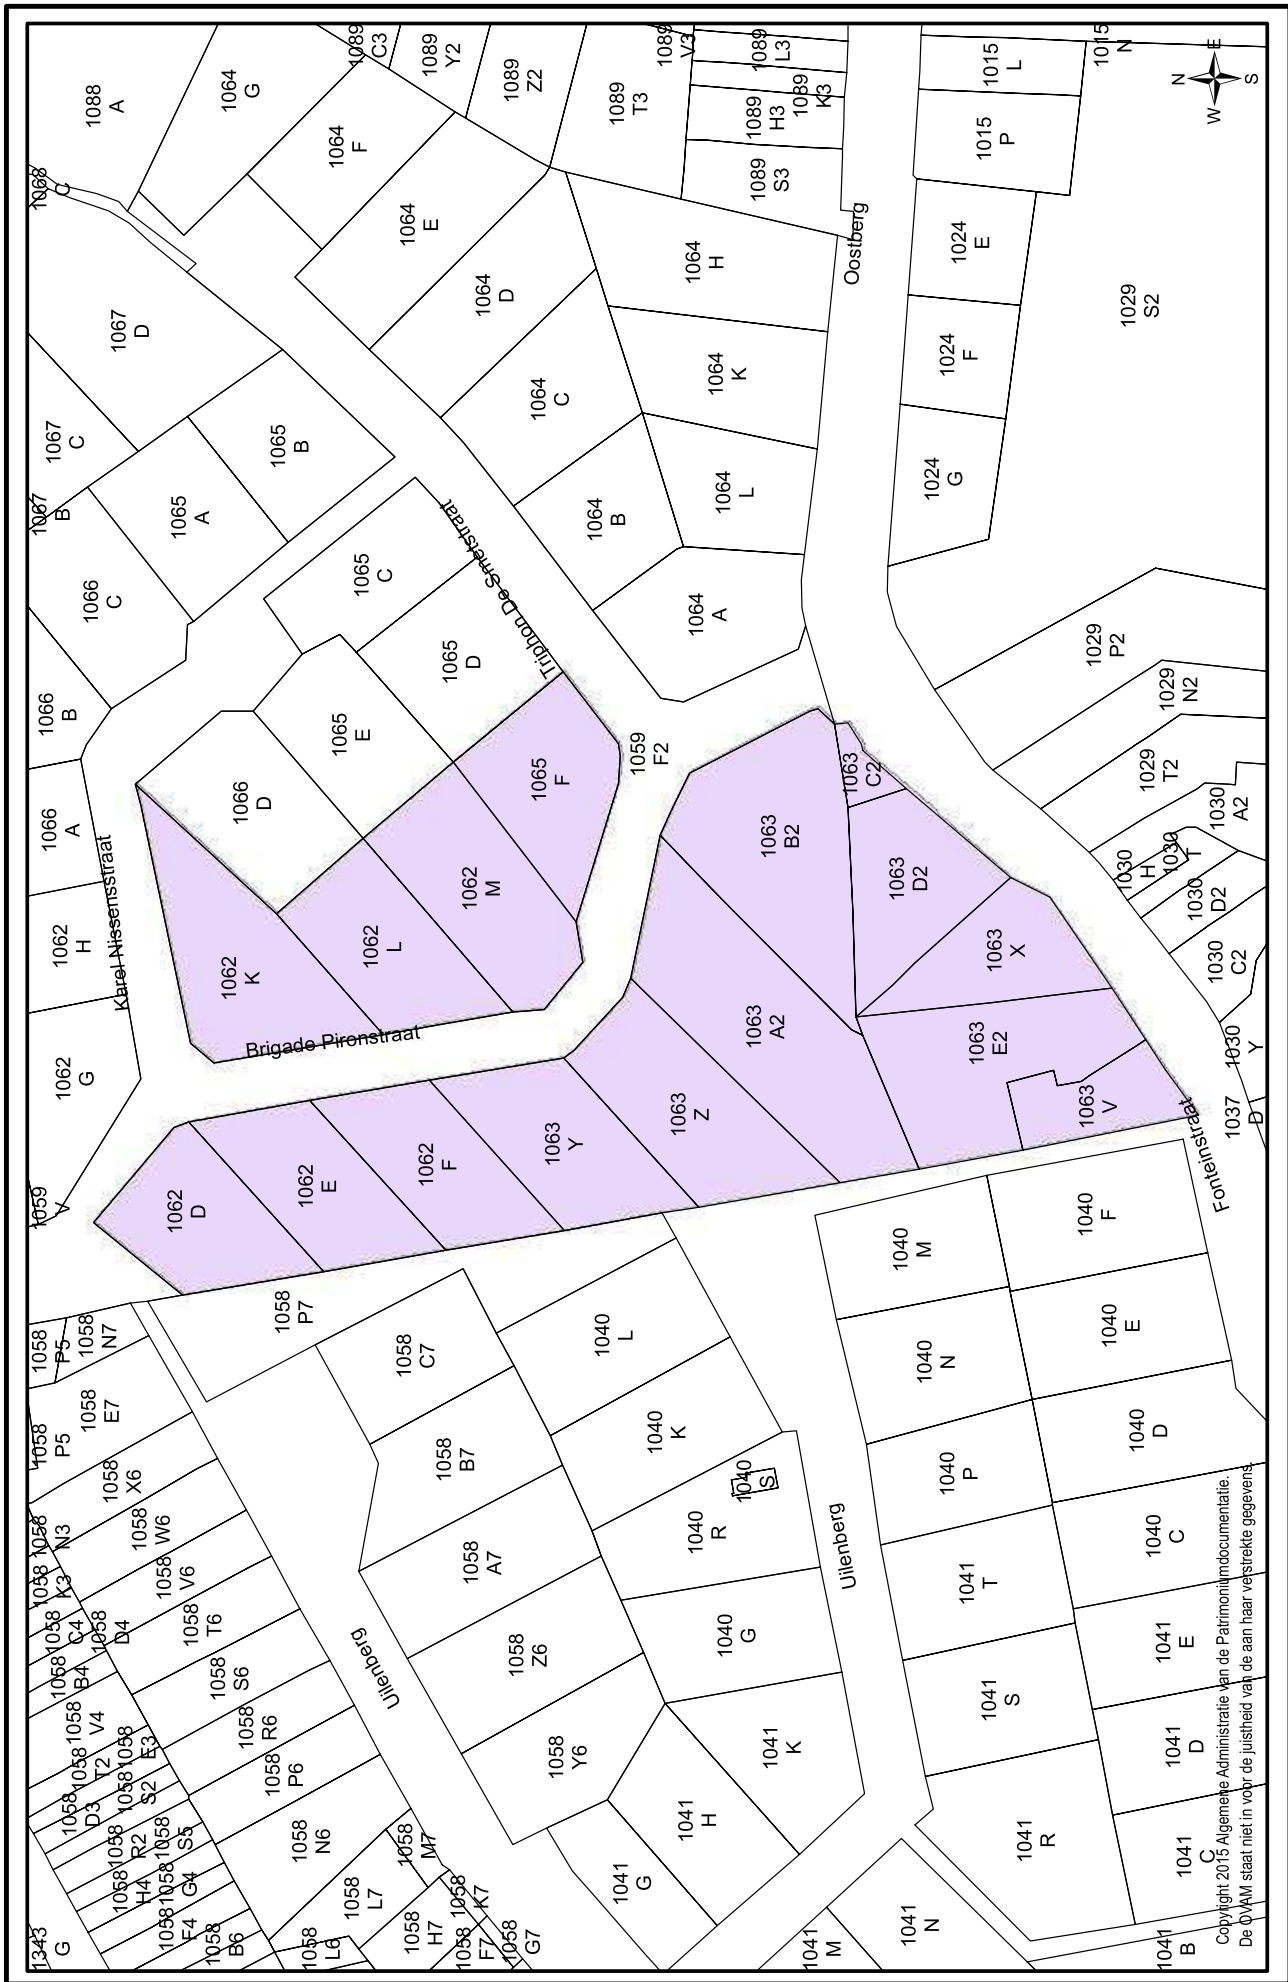 1343
G
1058
P5
1058
P5
1059
V
1062
G
1062
H
1066
A
1066
B
1067
B
1067
C
1068
C
1088
A
1058
D3
1058
T2
1058
V4
1058
B4
1058
C4
1058
K3
1058
N3
1058
E7
1058
N7
1066
C
1067
D
1058
H4
1058
R2
1058
S2
1058
E3
1058
D4
1058
X6
Karel Nissensstraat
1058
F4
1058
G4
1058
S5
1058
W6
1058
V6
1062
D
1065
A
1058
B6
1058
T6
1058
S6
1058
R6
1058
P6
1062
K
1066
D
1064
G
1058
L6
1058
N6
1058
P7
Brigade Pironstraat
1062
E
1065
E
1065
B
1064
F
1058
L7
1058
M7
Uilenberg
1058
C7
1062
L
1065
C
1089
C3
1058
H7
1058
B7
1062
F
1062
M
1065
D
1064
E
1089
Y2
1058
F7
1058
K7
1058
A7
Triphon De Smetstraat
1064
D
1089
Z2
1058
G7
1058
Z6
1063
Y
1065
F
1064
C
1058
Y6
1064
B
1041
G
1040
L
1059
F2
1089
T3
1041
H
1040
K
1063
Z
1064
A
1064
H
1089
V3
1040
R
1040
S
1064
L
1064
K
1041
K
1040
G
1063
A2
1063
B2
1089
S3
1089
H3
1089
L3
1089
K3
1041
M
Uilenberg
1063
C2
Oostberg
1041
N
1040
N
1040
M
1063
D2
1024
G
1024
F
1024
E
1015
P
1015
L
1040
P
1041
T
1041
S
1063
E2
1063
X
1041
R
1040
F
1063
V
1029
P2
1015
N
1040
E
1030
H
1029
S2
1040
D
1030
T
1029
T2
1029
N2
1041
B
1041
C
1041
D
1041
E
1040
C
1030
D2
1030
C2
1030
A2
Fonteinstraat
1037
D
1030
Y
N
E
S
W
Copyright 2015 Algemene Administratie van de Patrimoniumdocumentatie.
De OVAM staat niet in voor de juistheid van de aan haar verstrekte gegevens.